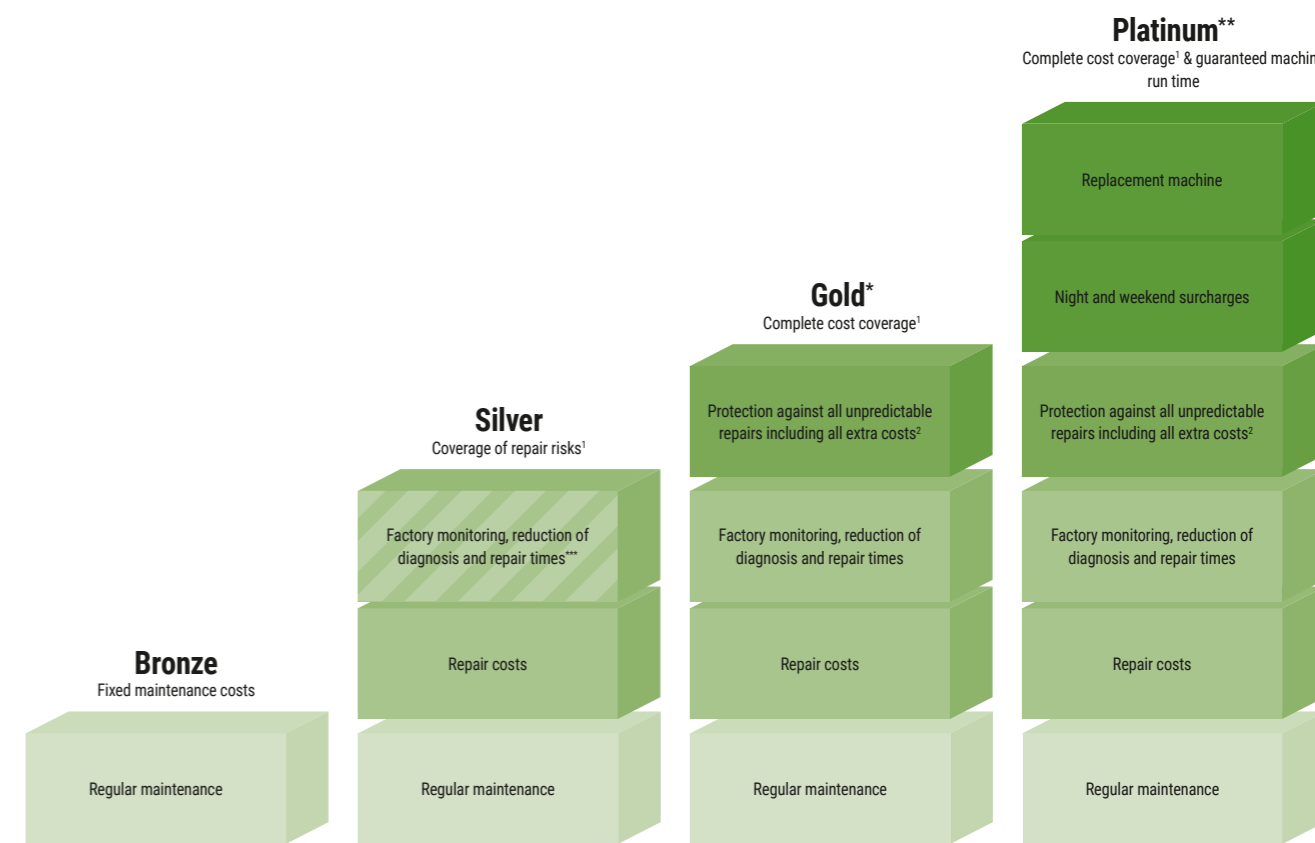 Platinum**
Complete cost coverage¹ & guaranteed machin
run time
Replacement machine
Night and weekend surcharges
Gold*
Complete cost coverage¹
Protection against all unpredictable
repairs including all extra costs²
Protection against all unpredictable
repairs including all extra costs²
Silver
Coverage of repair risks¹
Factory monitoring, reduction of
diagnosis and repair times***
Factory monitoring, reduction of
diagnosis and repair times
Factory monitoring, reduction of
diagnosis and repair times
Bronze
Fixed maintenance costs
Repair costs
Repair costs
Repair costs
Regular maintenance
Regular maintenance
Regular maintenance
Regular maintenance